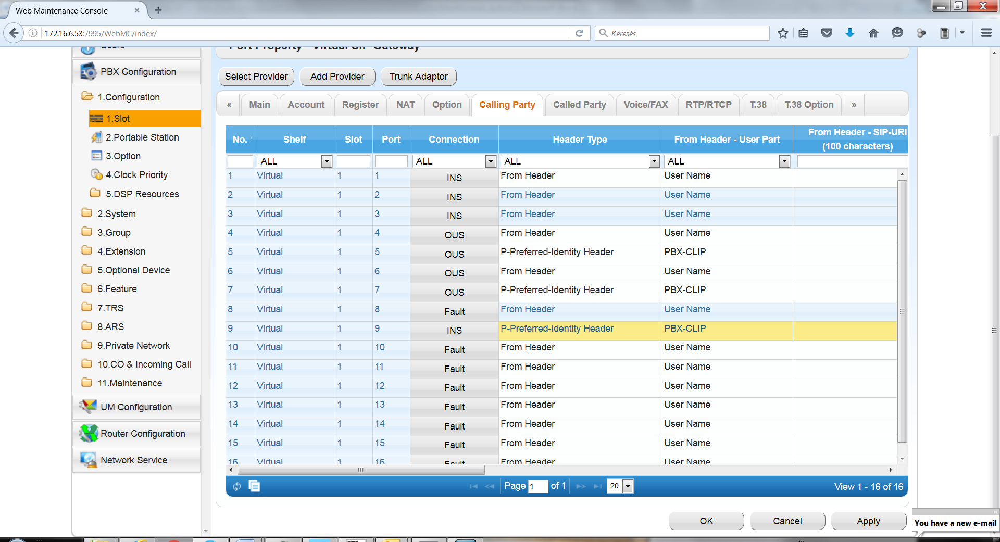 Web Maintenance Console
172.16.6.53:7995/WebMC/index/
Keresés
Users
PBX Configuration
1.Configuration
1.Slot
2.Portable Station
3.Option
4.Clock Priority
5.DSP Resources
2.System
3.Group
4.Extension
5.Optional Device
6.Feature
7.TRS
8.ARS
9.Private Network
10.CO & Incoming Call
11.Maintenance
UM Configuration
Router Configuration
Network Service
Port Property - Virtual SIP Gateway
Select Provider Add Provider Trunk Adaptor
« Main Account Register NAT Option Calling Party Called Party Voice/FAX RTP/RTCP T.38 T.38 Option »
No. Shelf Slot Port Connection Header Type From Header - User Part From Header - SIP-URI (100 characters)
ALL ALL ALL ALL
1 Virtual 1 1 INS From Header User Name
2 Virtual 1 2 INS From Header User Name
3 Virtual 1 3 INS From Header User Name
4 Virtual 1 4 OUS From Header User Name
5 Virtual 1 5 OUS P-Preferred-Identity Header PBX-CLIP
6 Virtual 1 6 OUS From Header User Name
7 Virtual 1 7 OUS P-Preferred-Identity Header PBX-CLIP
8 Virtual 1 8 Fault From Header User Name
9 Virtual 1 9 INS P-Preferred-Identity Header PBX-CLIP
10 Virtual 1 10 Fault From Header User Name
11 Virtual 1 11 Fault From Header User Name
12 Virtual 1 12 Fault From Header User Name
13 Virtual 1 13 Fault From Header User Name
14 Virtual 1 14 Fault From Header User Name
15 Virtual 1 15 Fault From Header User Name
16 Virtual 1 16 Fault From Header User Name
Page 1 of 1 20 View 1 - 16 of 16
OK Cancel Apply
You have a new e-mail